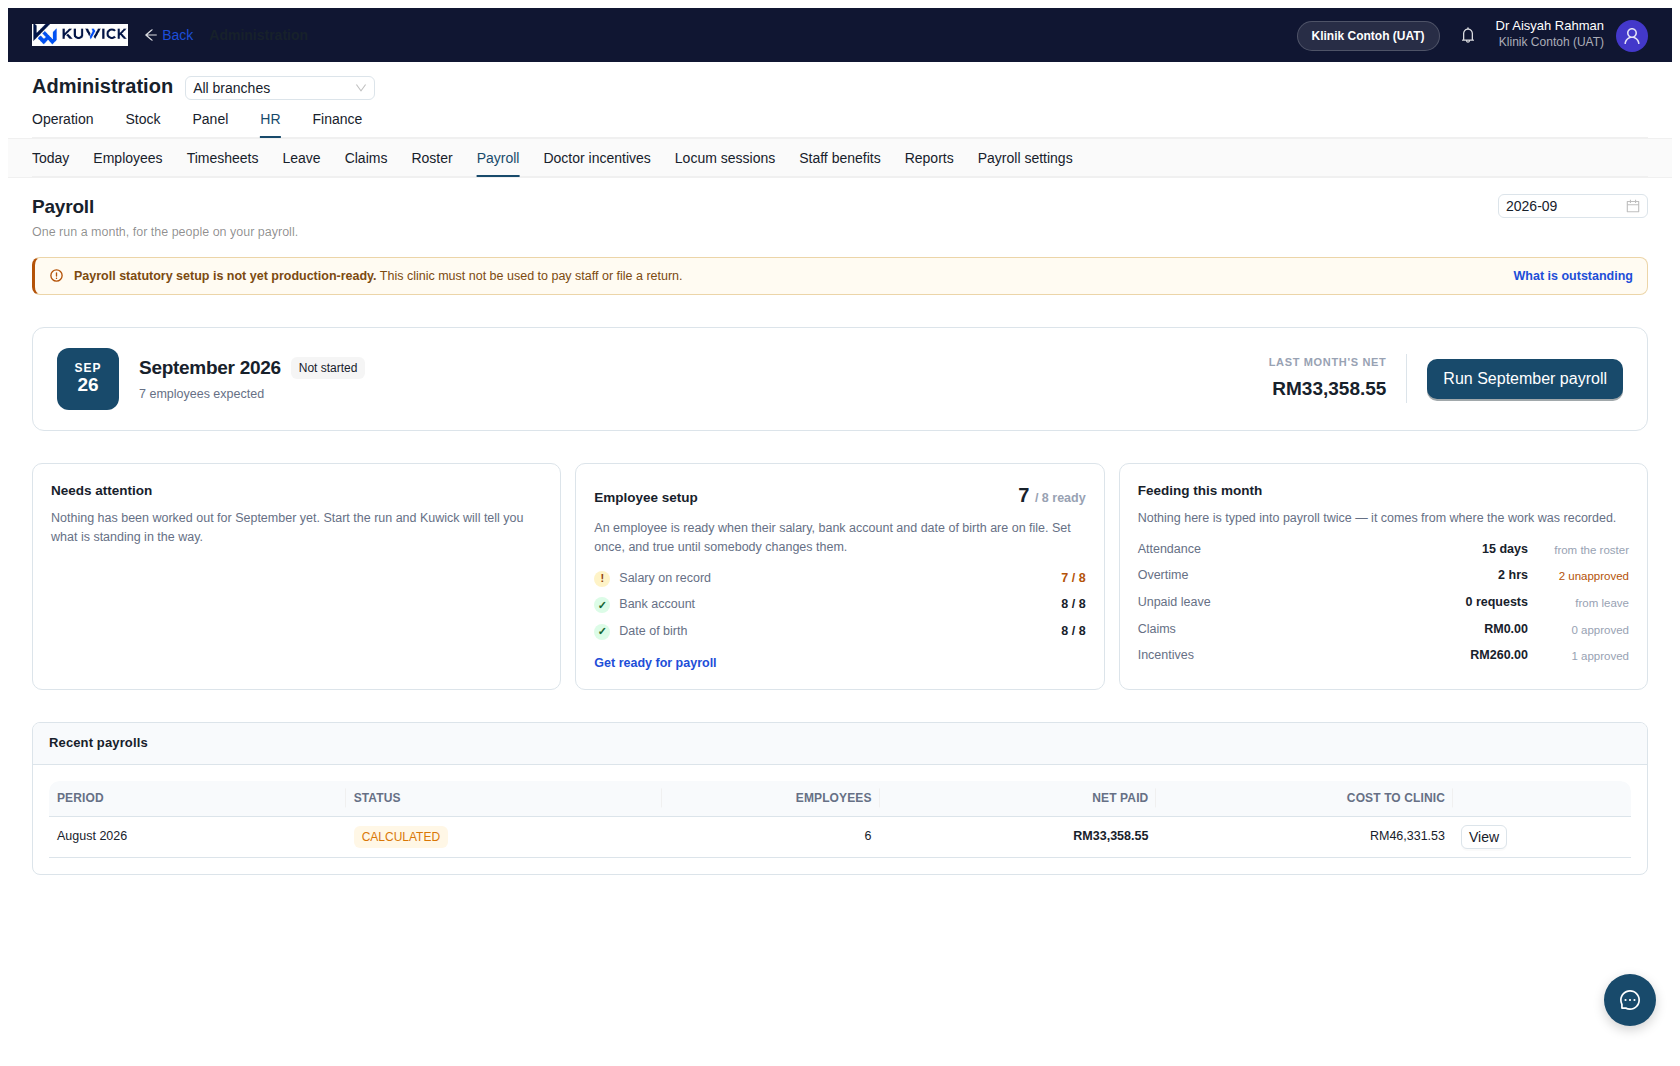 KUWICK
Back Administration
Klinik Contoh (UAT)
Dr Aisyah Rahman
Klinik Contoh (UAT)
Administration
All branches
Operation Stock Panel HR Finance
Today Employees Timesheets Leave Claims Roster Payroll Doctor incentives Locum sessions Staff benefits Reports Payroll settings
Payroll
2026-09
One run a month, for the people on your payroll.
Payroll statutory setup is not yet production-ready. This clinic must not be used to pay staff or file a return.
What is outstanding
SEP
26
September 2026 Not started
7 employees expected
LAST MONTH'S NET
RM33,358.55
Run September payroll
Needs attention
Nothing has been worked out for September yet. Start the run and Kuwick will tell you
what is standing in the way.
Employee setup 7 / 8 ready
An employee is ready when their salary, bank account and date of birth are on file. Set
once, and true until somebody changes them.
! Salary on record 7 / 8
✓ Bank account 8 / 8
✓ Date of birth 8 / 8
Get ready for payroll
Feeding this month
Nothing here is typed into payroll twice — it comes from where the work was recorded.
Attendance 15 days from the roster
Overtime 2 hrs 2 unapproved
Unpaid leave 0 requests from leave
Claims RM0.00 0 approved
Incentives RM260.00 1 approved
Recent payrolls
PERIOD STATUS EMPLOYEES NET PAID COST TO CLINIC
August 2026 CALCULATED 6 RM33,358.55 RM46,331.53 View